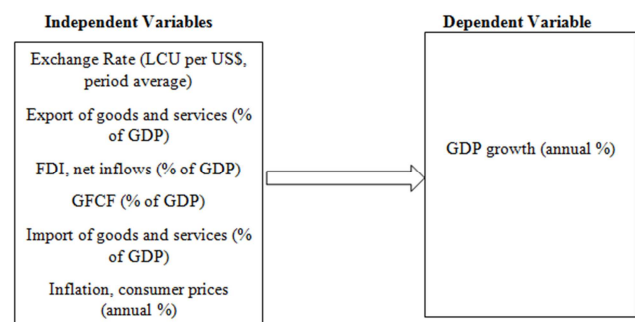 Independent Variables
Exchange Rate (LCU per US$,
period average)
Export of goods and services (%
of GDP)
FDI, net inflows (% of GDP)
GFCF (% of GDP)
Import of goods and services (%
of GDP)
Inflation, consumer prices
(annual %)
Dependent Variable
GDP growth (annual %)